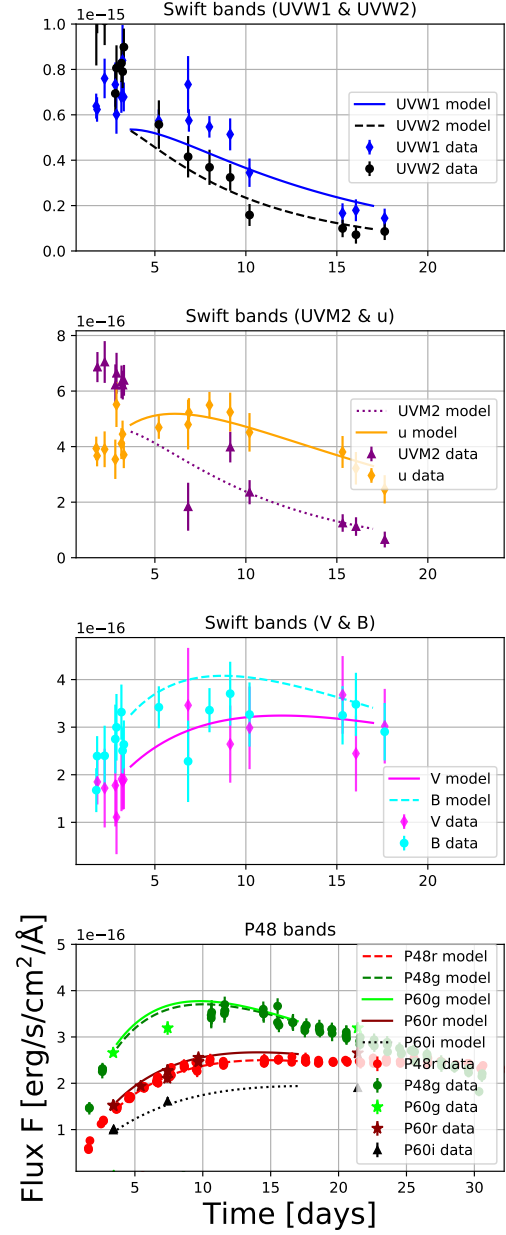 Swift bands (UVW1 & UVW2)
1e−15
1.0
0.8
0.6
0.4
0.2
0.0
UVW1 model
UVW2 model
UVW1 data
UVW2 data
5 10 15 20
Swift bands (UVM2 & u)
1e−16
8
6
4
2
0
UVM2 model
u model
UVM2 data
u data
5 10 15 20
Swift bands (V & B)
1e−16
4
3
2
1
V model
B model
V data
B data
5 10 15 20
P48 bands
1e−16
5
4
3
2
1
P48r model
P48g model
P60g model
P60r model
P60i model
P48r data
P48g data
P60g data
P60r data
P60i data
0 5 10 15 20 25 30
Flux F [erg/s/cm²/Å]
Time [days]